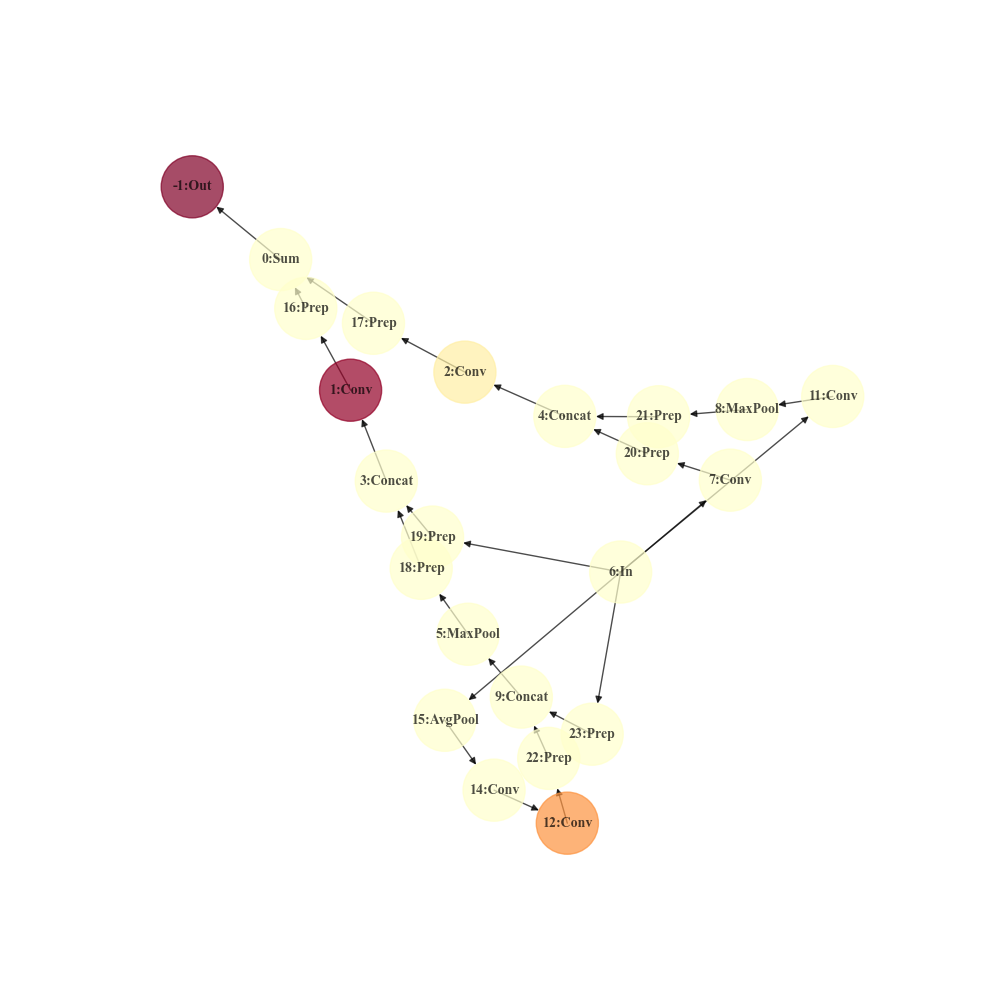 -1:Out
0:Sum
16:Prep
17:Prep
2:Conv
1:Conv
11:Conv
8:MaxPool
21:Prep
4:Concat
20:Prep
7:Conv
3:Concat
19:Prep
18:Prep
6:In
5:MaxPool
9:Concat
15:AvgPool
23:Prep
22:Prep
14:Conv
12:Conv